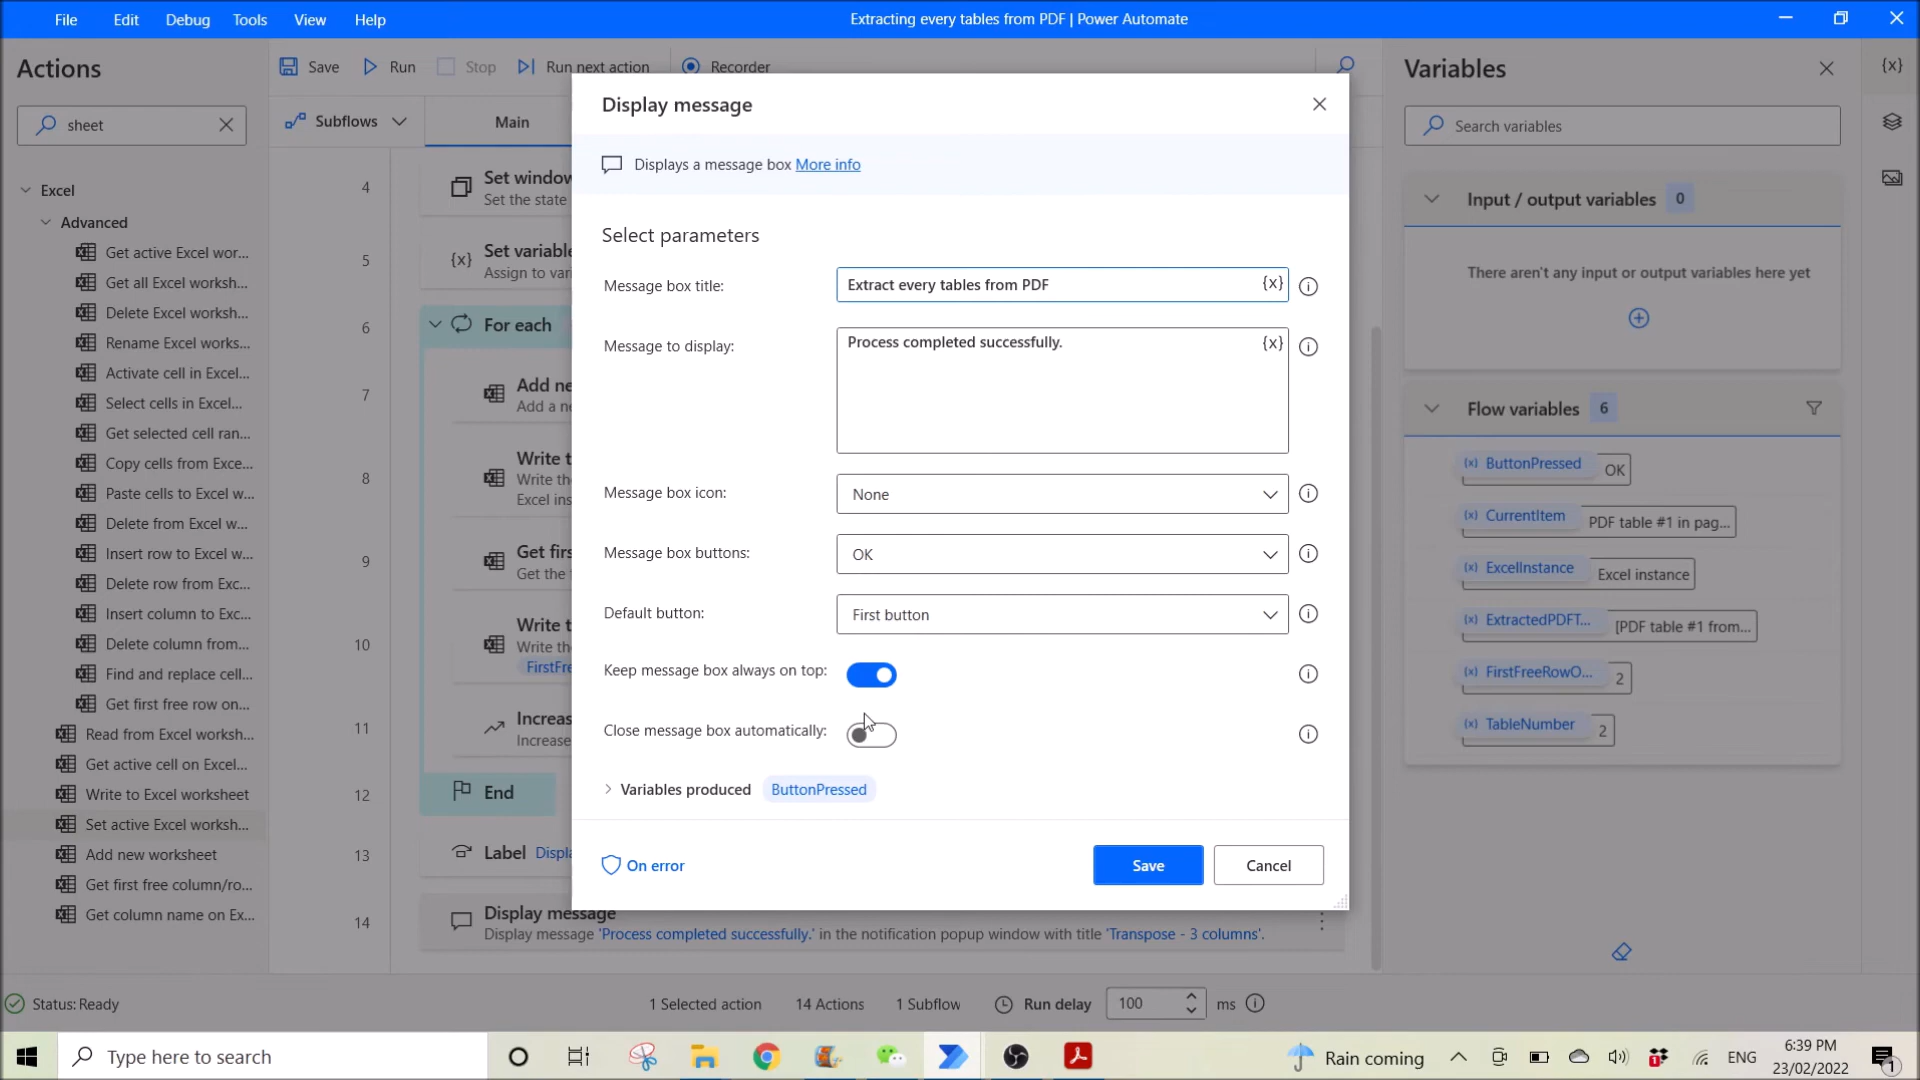 File Edit Debug Tools View Help
Extracting every tables from PDF | Power Automate
Actions
sheet
Excel
Advanced
Get active Excel wor...
Get all Excel worksh...
Delete Excel worksh...
Rename Excel works...
Activate cell in Excel...
Select cells in Excel...
Get selected cell ran...
Copy cells from Exce...
Paste cells to Excel w...
Delete from Excel w...
Insert row to Excel w...
Delete row from Exc...
Insert column to Exc...
Delete column from...
Find and replace cell...
Get first free row on...
Read from Excel worksh...
Get active cell on Excel...
Write to Excel worksheet
Set active Excel worksh...
Add new worksheet
Get first free column/ro...
Get column name on Ex...
Save Run Stop Run next action Recorder
Subflows Main
4 Set window
Set the state
5 {x} Set variable
Assign to vari
6 For each
7 Add ne
Add a ne
8 Write t
Write the
Excel ins
9 Get firs
Get the f
10 Write t
Write the
FirstFre
11 Increas
Increase
12 End
13 Label Displa
14 Display message
Display message 'Process completed successfully.' in the notification popup window with title 'Transpose - 3 columns'.
Display message
Displays a message box More info
Select parameters
Message box title: Extract every tables from PDF {x}
Message to display: Process completed successfully. {x}
Message box icon: None
Message box buttons: OK
Default button: First button
Keep message box always on top:
Close message box automatically:
Variables produced ButtonPressed
On error Save Cancel
Variables {x}
Search variables
Input / output variables 0
There aren't any input or output variables here yet
Flow variables 6
(x) ButtonPressed OK
(x) CurrentItem PDF table #1 in pag...
(x) ExcelInstance Excel instance
(x) ExtractedPDFT... [PDF table #1 from...
(x) FirstFreeRowO... 2
(x) TableNumber 2
Status: Ready 1 Selected action 14 Actions 1 Subflow Run delay 100 ms
Type here to search Rain coming ENG 6:39 PM
23/02/2022
1